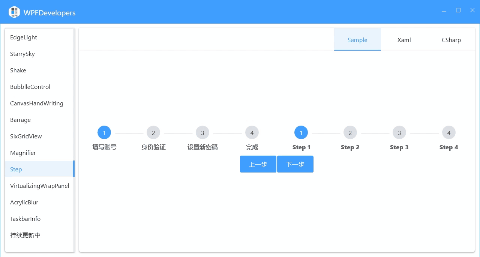 WPFDevelopers
EdgeLight
StarrySky
Shake
BubblleControl
CanvasHandWriting
Barrage
SixGridView
Magnifier
Step
VirtualizingWrapPanel
AcrylicBlur
TaskbarInfo
持续更新中
Sample Xaml CSharp
1 2 3 4 1 2 3 4
填写账号 身份验证 设置新密码 完成 Step 1 Step 2 Step 3 Step 4
上一步 下一步